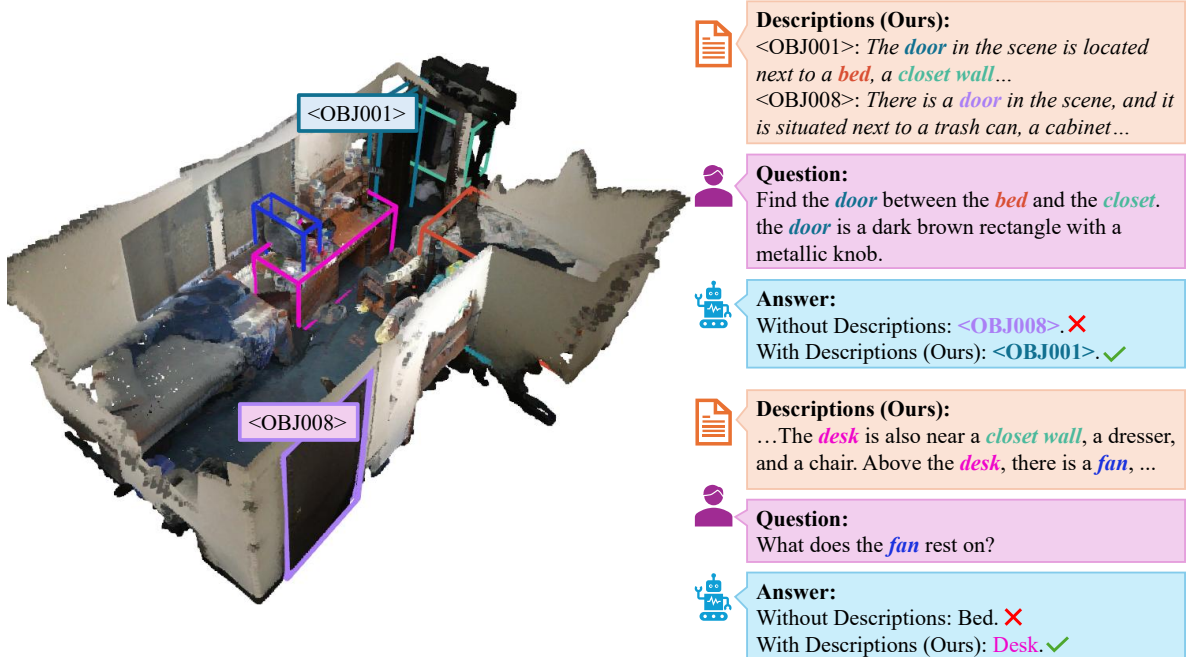 <OBJ001>
<OBJ008>
Descriptions (Ours):
<OBJ001>: The door in the scene is located
next to a bed, a closet wall…
<OBJ008>: There is a door in the scene, and it
is situated next to a trash can, a cabinet…
Question:
Find the door between the bed and the closet.
the door is a dark brown rectangle with a
metallic knob.
Answer:
Without Descriptions: <OBJ008>. ❌
With Descriptions (Ours): <OBJ001>. ✓
Descriptions (Ours):
…The desk is also near a closet wall, a dresser,
and a chair. Above the desk, there is a fan, ...
Question:
What does the fan rest on?
Answer:
Without Descriptions: Bed. ❌
With Descriptions (Ours): Desk. ✓